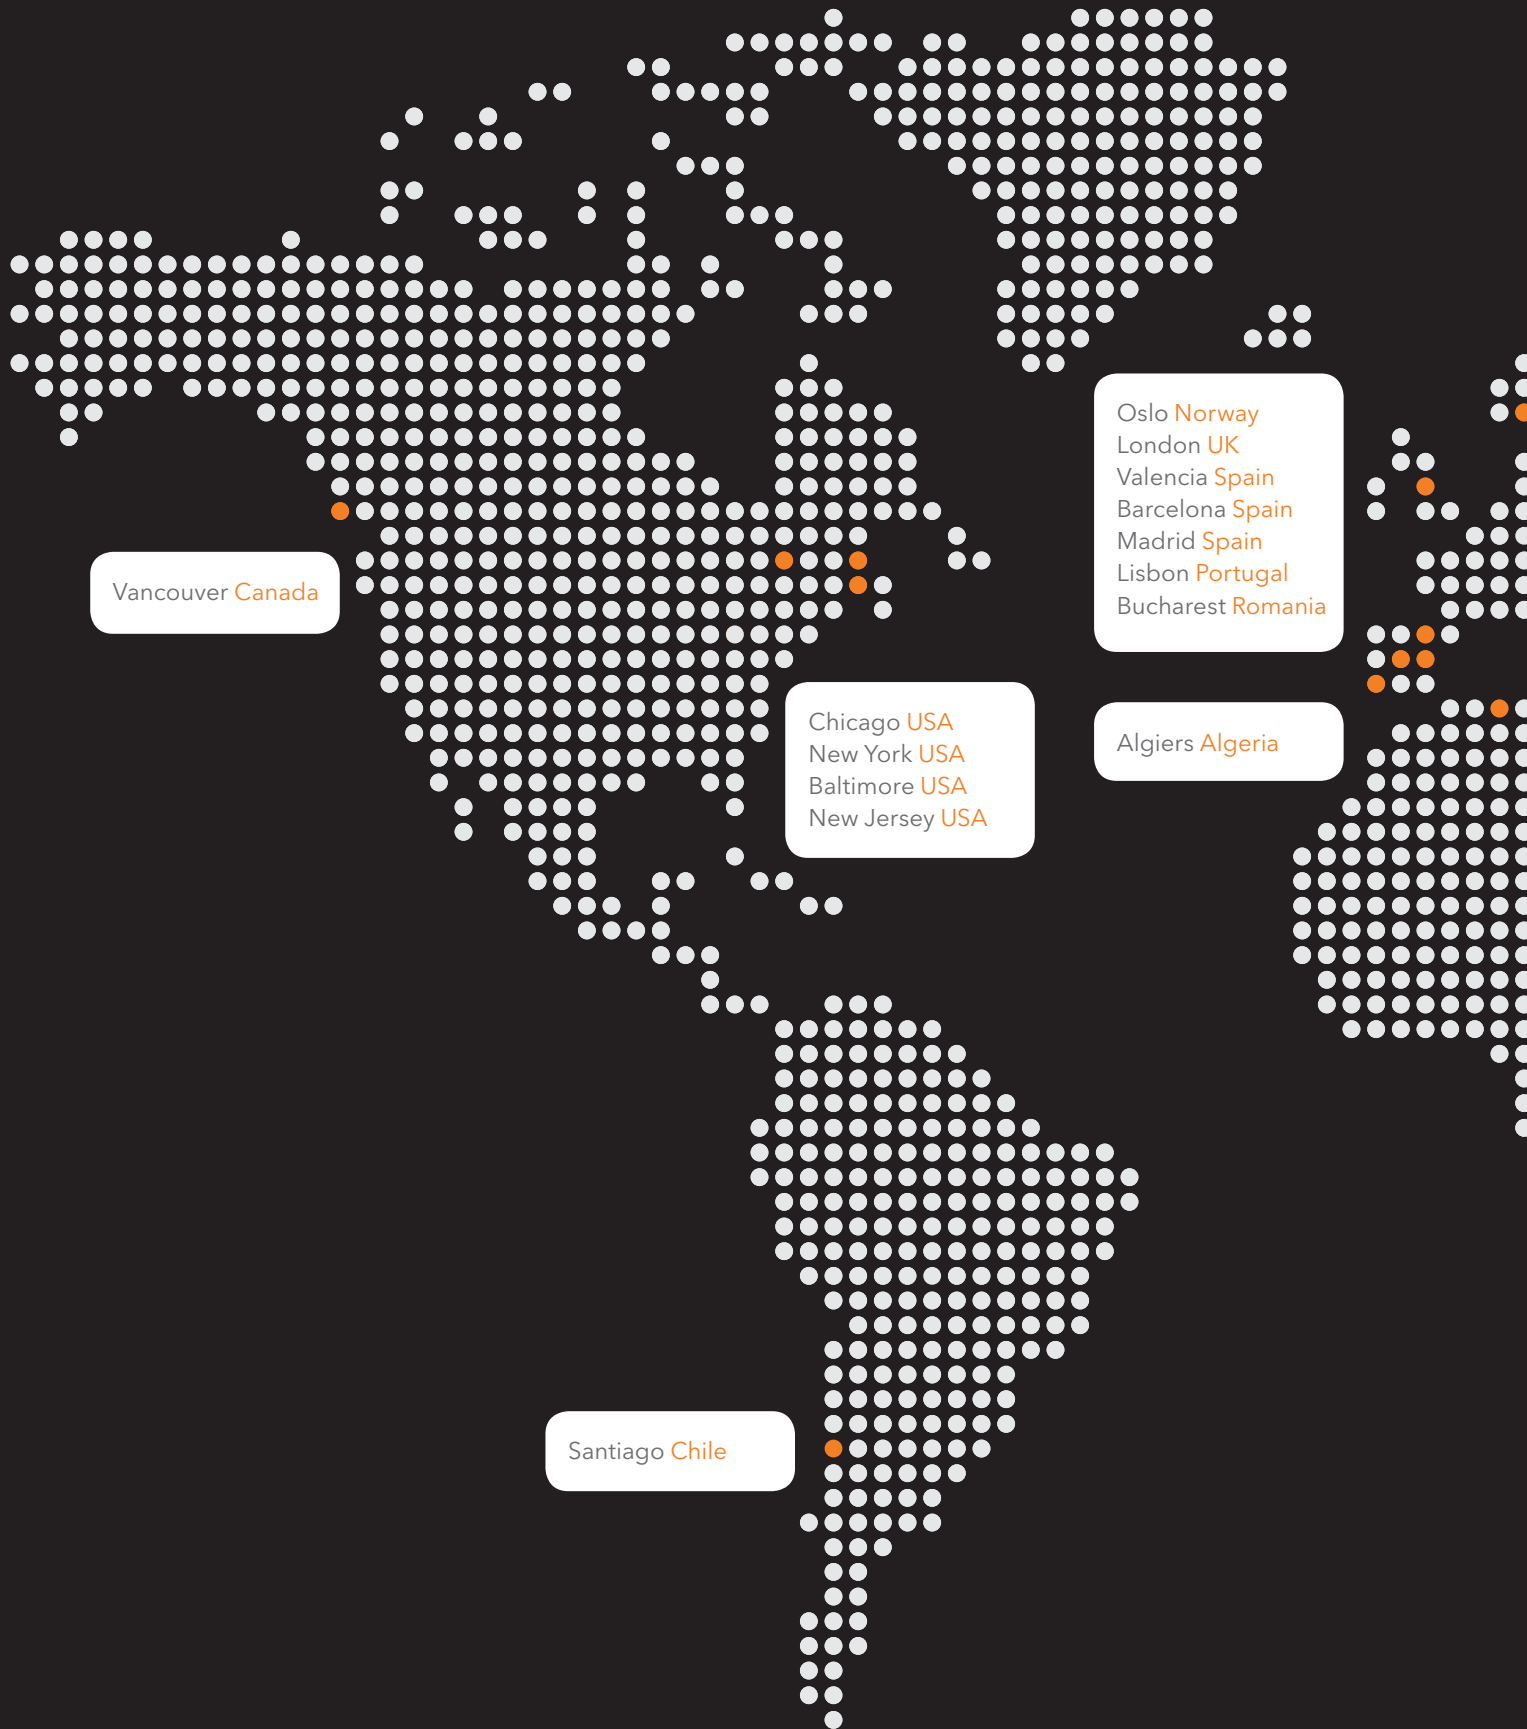 Oslo Norway
London UK
Valencia Spain
Barcelona Spain
Madrid Spain
Lisbon Portugal
Bucharest Romania
Vancouver Canada
Chicago USA
New York USA
Baltimore USA
New Jersey USA
Algiers Algeria
Santiago Chile